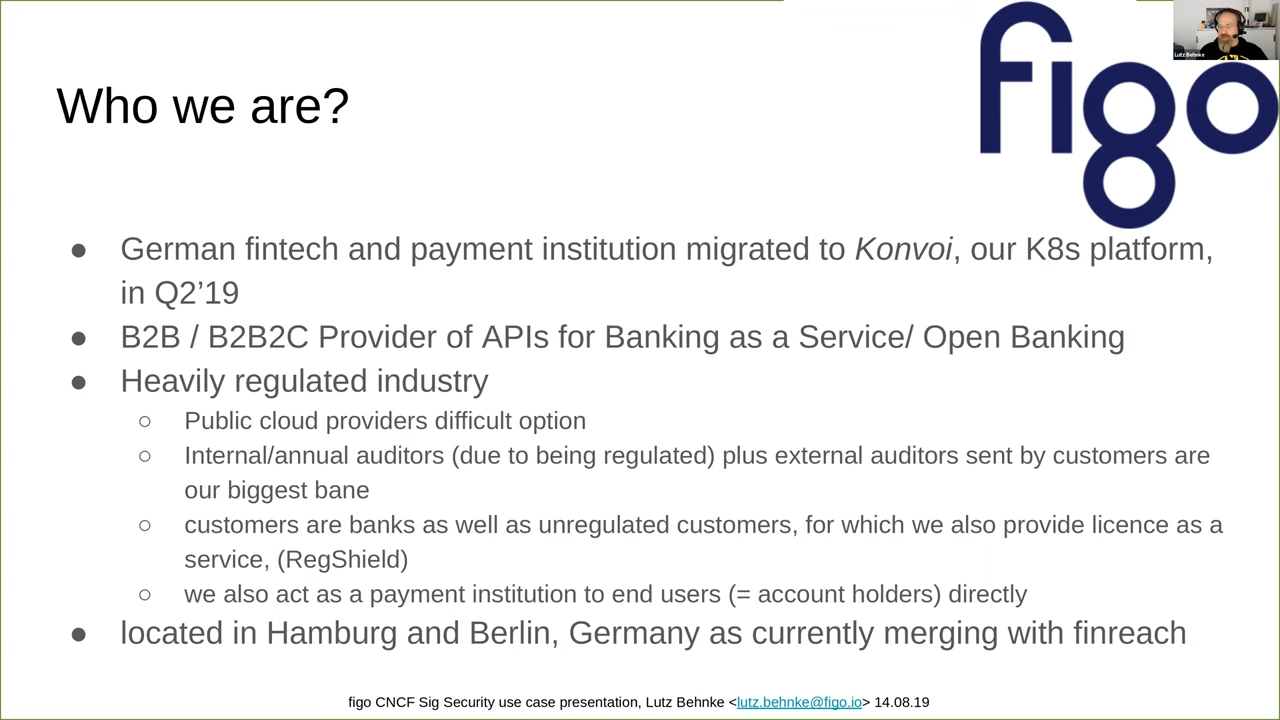 figo
Lutz Behnke
Who we are?
● German fintech and payment institution migrated to Konvoi, our K8s platform,
in Q2’19
● B2B / B2B2C Provider of APIs for Banking as a Service/ Open Banking
● Heavily regulated industry
○ Public cloud providers difficult option
○ Internal/annual auditors (due to being regulated) plus external auditors sent by customers are
our biggest bane
○ customers are banks as well as unregulated customers, for which we also provide licence as a
service, (RegShield)
○ we also act as a payment institution to end users (= account holders) directly
● located in Hamburg and Berlin, Germany as currently merging with finreach
figo CNCF Sig Security use case presentation, Lutz Behnke <lutz.behnke@figo.io> 14.08.19